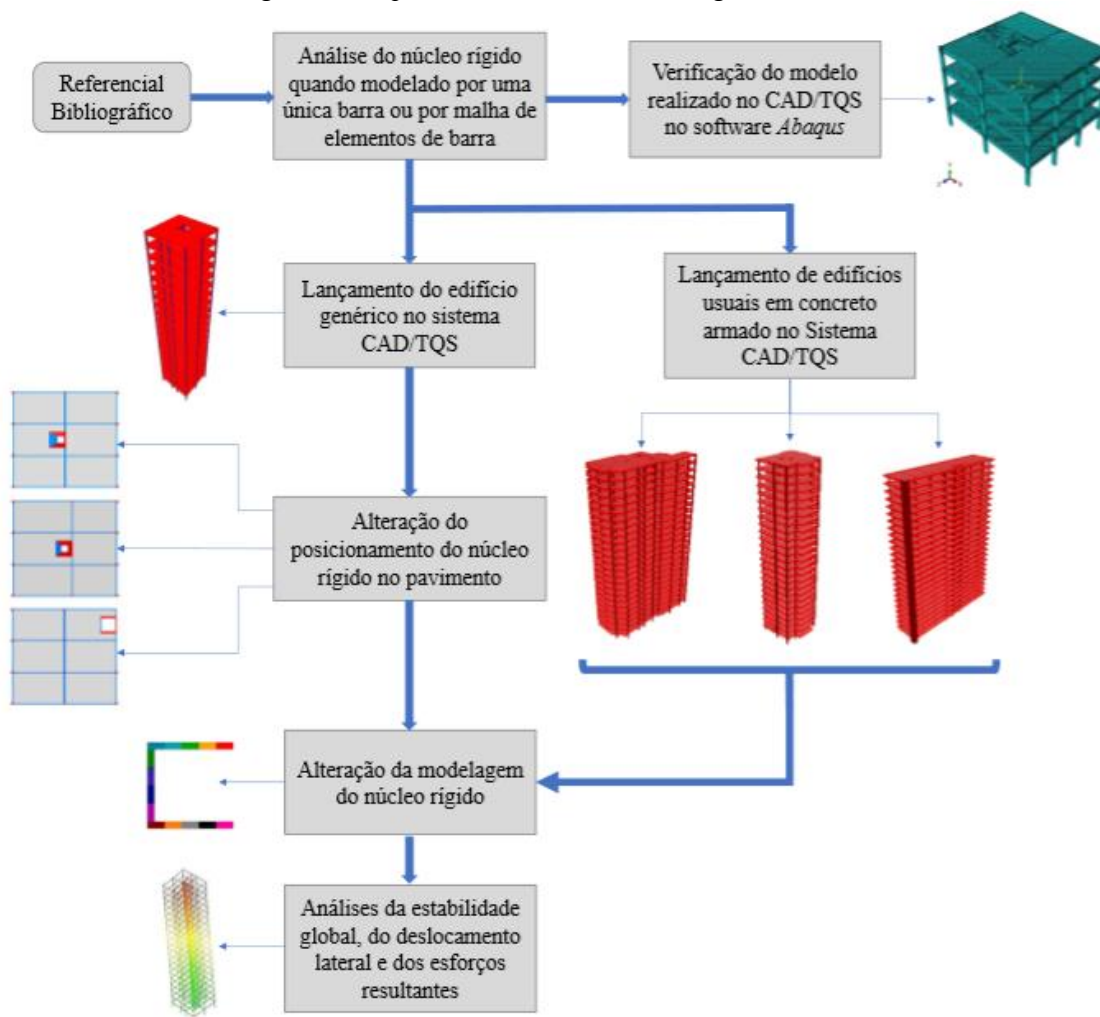 Referencial
Bibliográfico
Análise do núcleo rígido
quando modelado por uma
única barra ou por malha de
elementos de barra
Verificação do modelo
realizado no CAD/TQS
no software Abaqus
Lançamento do edifício
genérico no sistema
CAD/TQS
Lançamento de edifícios
usuais em concreto
armado no Sistema
CAD/TQS
Alteração do
posicionamento do núcleo
rígido no pavimento
Alteração da modelagem
do núcleo rígido
Análises da estabilidade
global, do deslocamento
lateral e dos esforços
resultantes